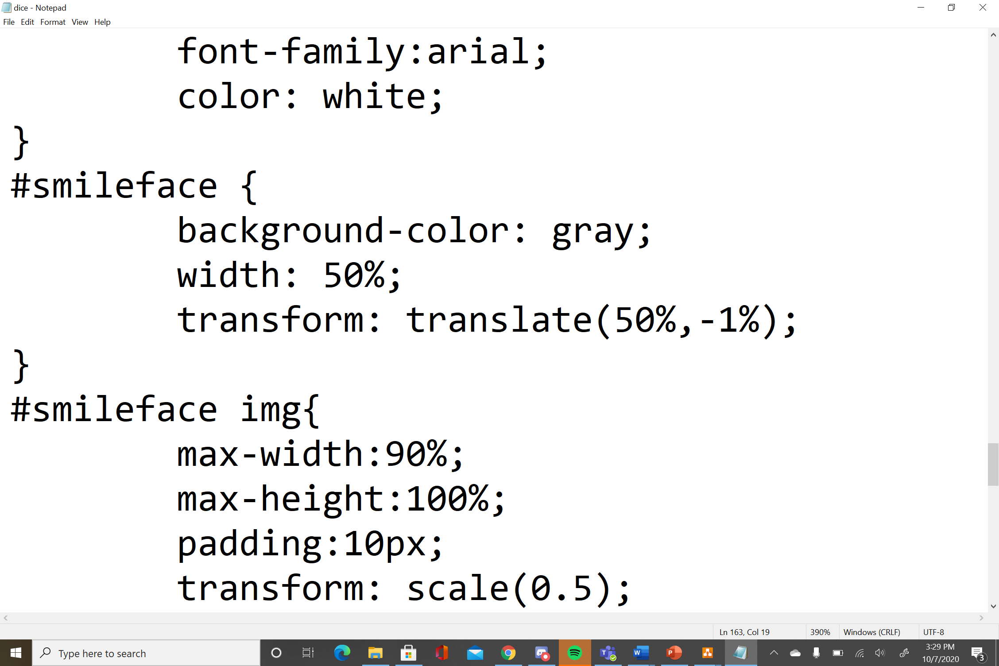 dice - Notepad
File Edit Format View Help
font-family:arial;
color: white;
}
#smileface {
background-color: gray;
width: 50%;
transform: translate(50%,-1%);
}
#smileface img{
max-width:90%;
max-height:100%;
padding:10px;
transform: scale(0.5);
Ln 163, Col 19 390% Windows (CRLF) UTF-8
Type here to search
3:29 PM
10/7/2020
3